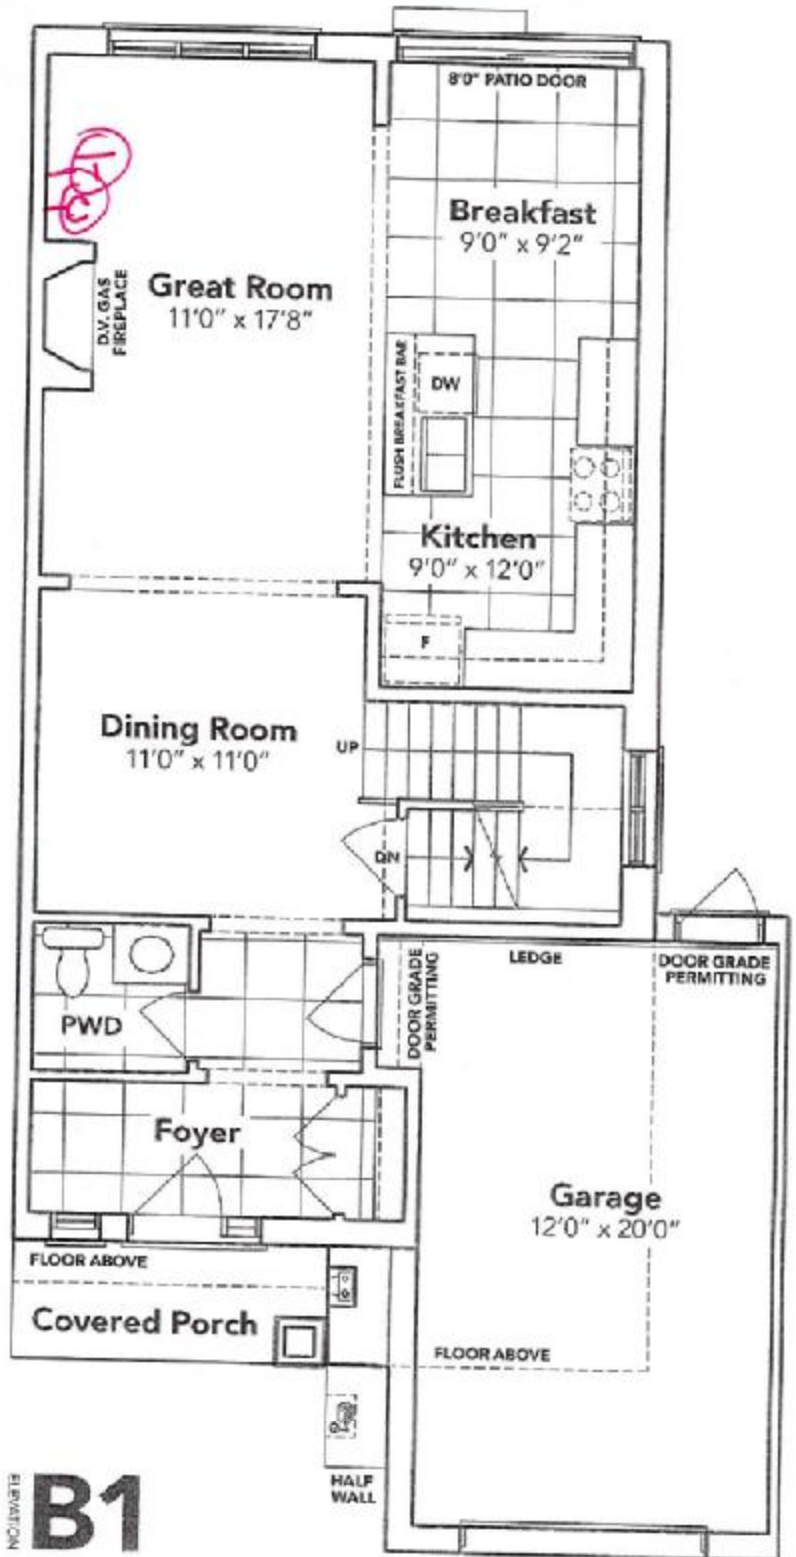 8'0" PATIO DOOR
Breakfast
9'0" x 9'2"
Great Room
11'0" x 17'8"
D.V. GAS
FIREPLACE
FLUSH BREAKFAST BAR
DW
Kitchen
9'0" x 12'0"
F
Dining Room
11'0" x 11'0"
UP
DN
LEDGE
DOOR GRADE
PERMITTING
DOOR GRADE
PERMITTING
PWD
Foyer
Garage
12'0" x 20'0"
FLOOR ABOVE
Covered Porch
FLOOR ABOVE
HALF
WALL
ELEVATION
B1